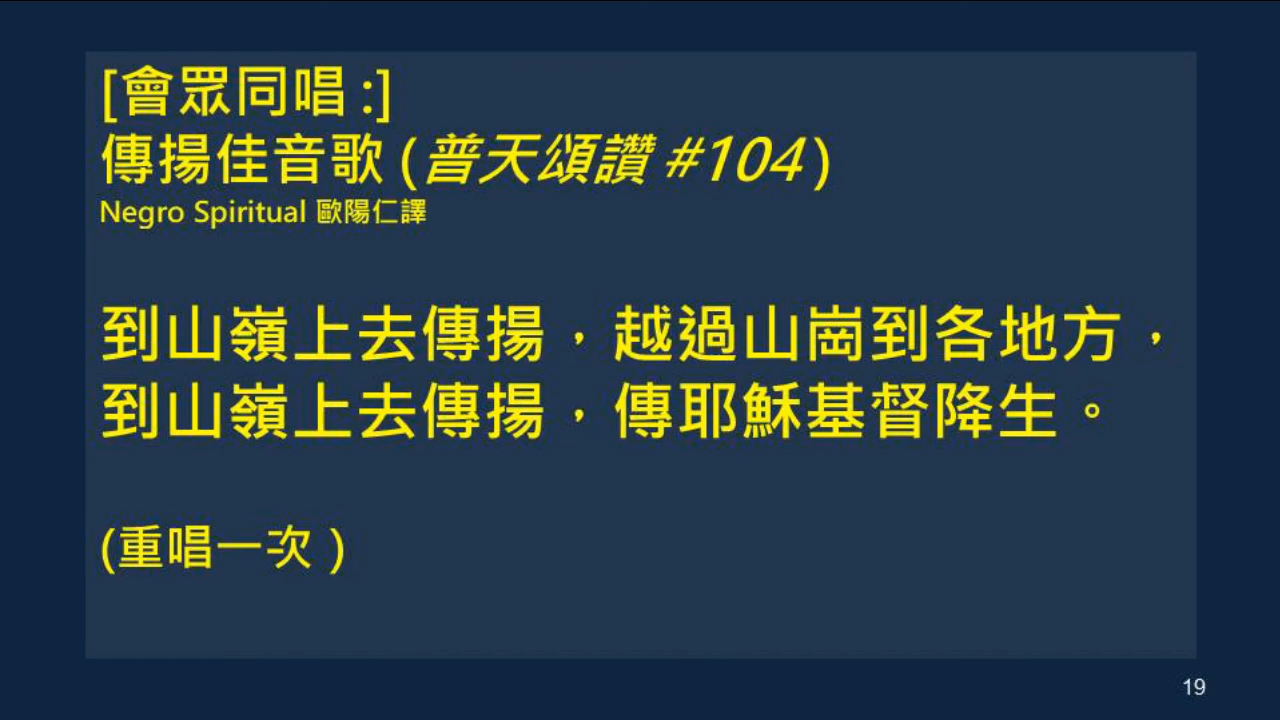 [會眾同唱:]
傳揚佳音歌(普天頌讚 #104)
Negro Spiritual 歐陽仁譯
到山嶺上去傳揚，越過山崗到各地方，
到山嶺上去傳揚，傳耶穌基督降生。
(重唱一次)
19